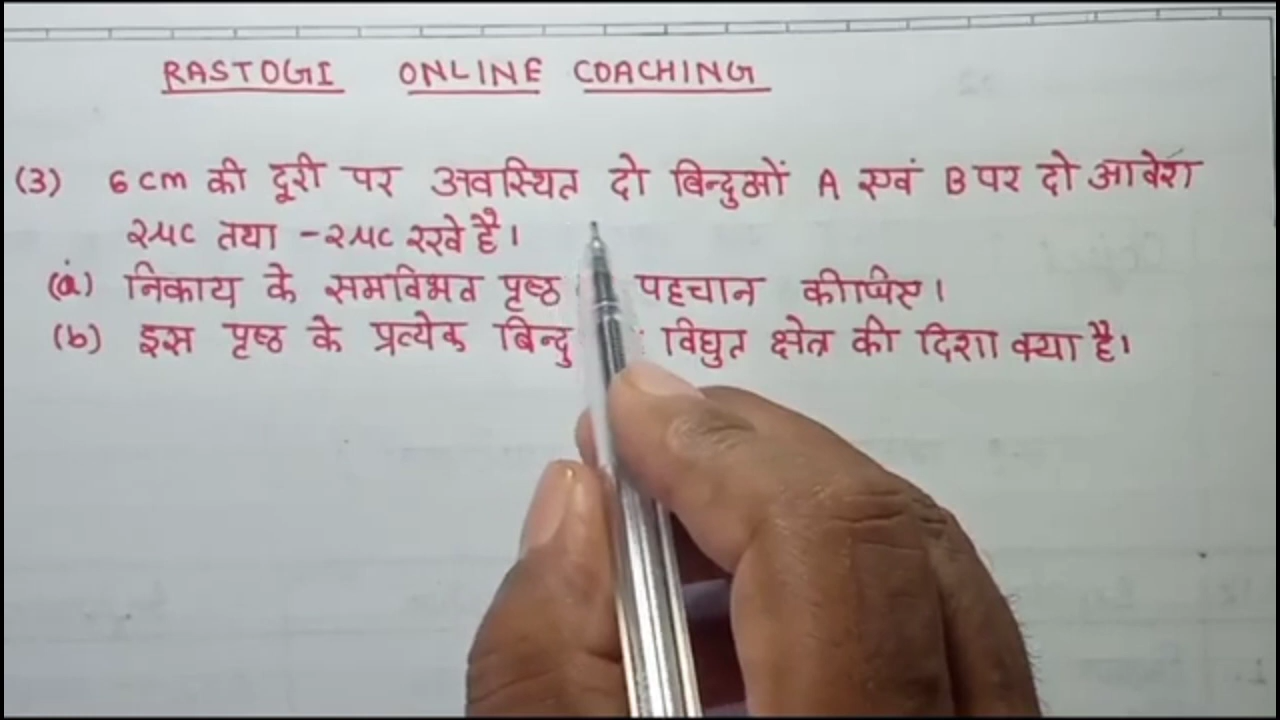 RASTOGI ONLINE COACHING
(3) 6 cm की दूरी पर अवस्थित दो बिन्दुओं A एवं B पर दो आवेश
2μC तथा -2μC रखे है।
(a) निकाय के समविभव पृष्ठ पहचान कीजिए।
(b) इस पृष्ठ के प्रत्येक बिन्दु विद्युत क्षेत्र की दिशा क्या है।